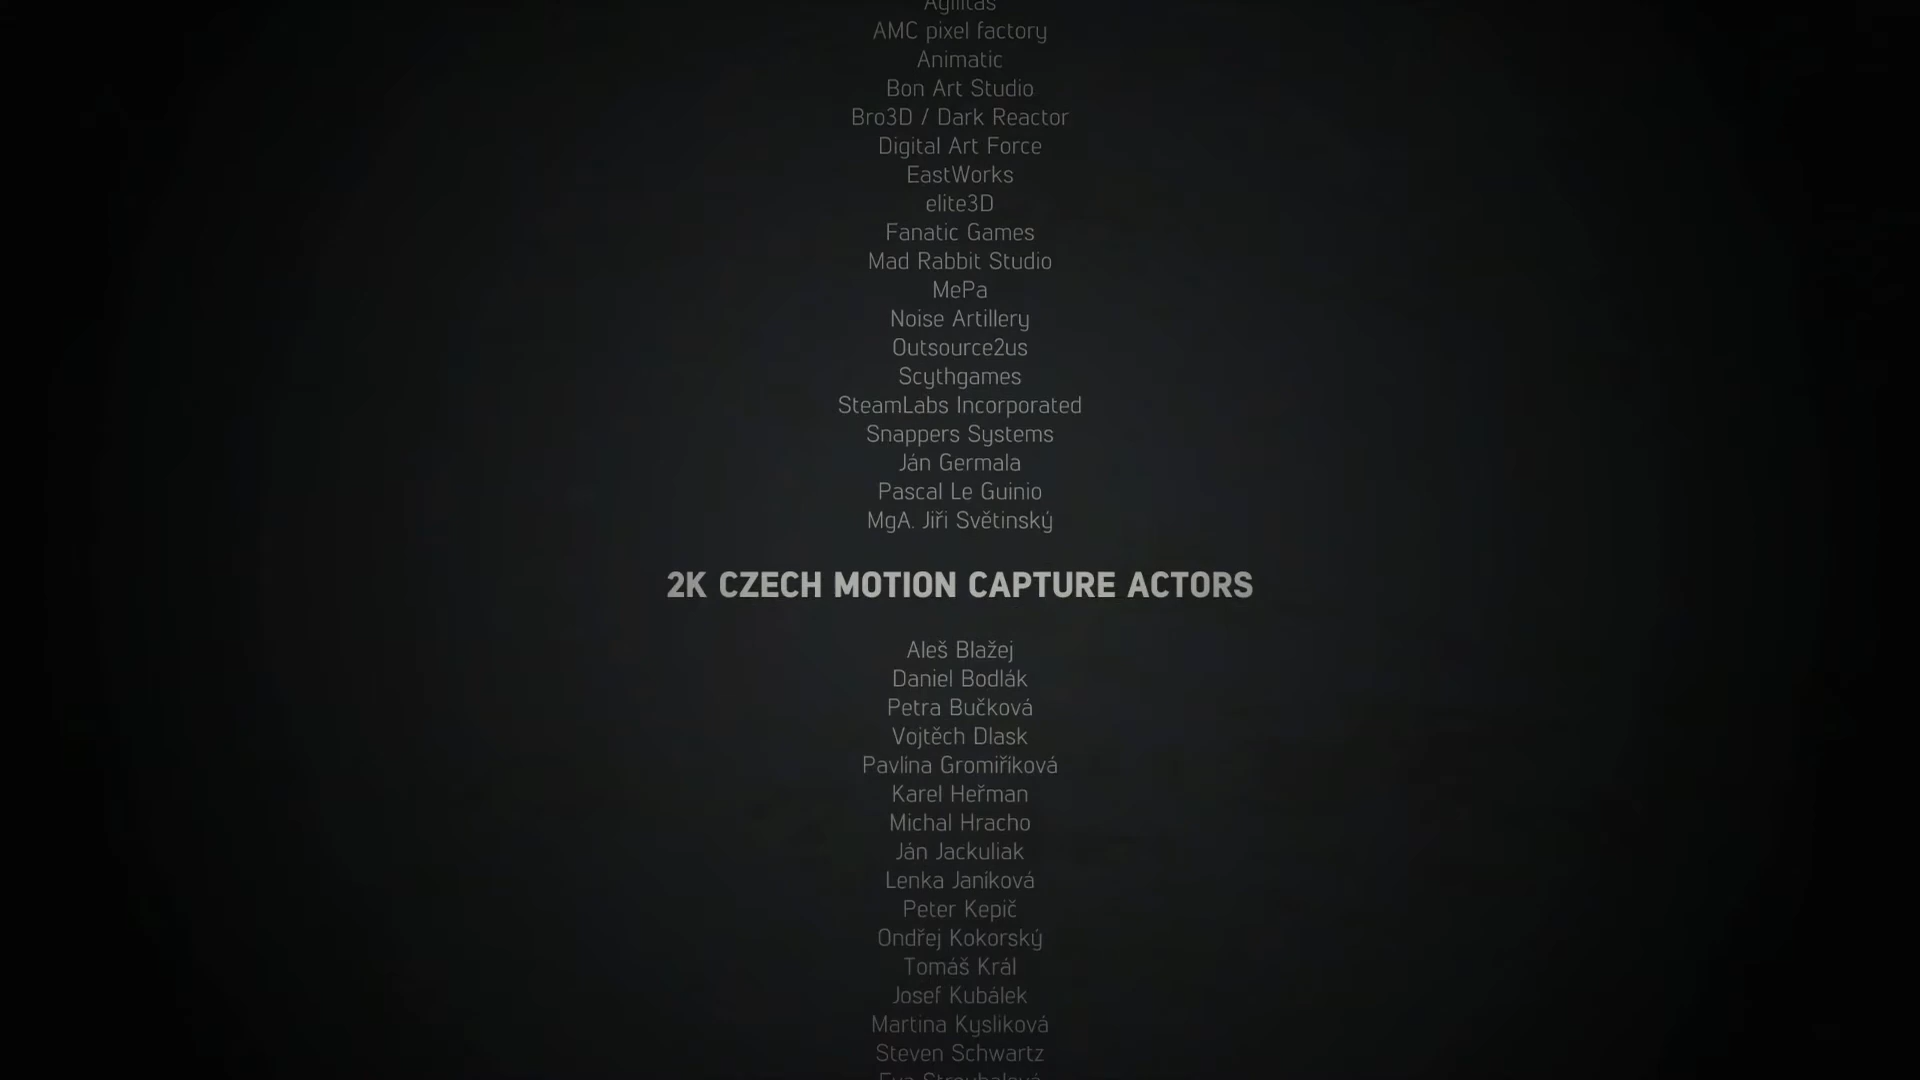 Agilitas
AMC pixel factory
Animatic
Bon Art Studio
Bro3D / Dark Reactor
Digital Art Force
EastWorks
elite3D
Fanatic Games
Mad Rabbit Studio
MePa
Noise Artillery
Outsource2us
Scythgames
SteamLabs Incorporated
Snappers Systems
Ján Germala
Pascal Le Guinio
MgA. Jiří Světinský
2K CZECH MOTION CAPTURE ACTORS
Aleš Blažej
Daniel Bodlák
Petra Bučková
Vojtěch Dlask
Pavlína Gromiříková
Karel Heřman
Michal Hracho
Ján Jackuliak
Lenka Janíková
Peter Kepič
Ondřej Kokorský
Tomáš Král
Josef Kubálek
Martina Kyslíková
Steven Schwartz